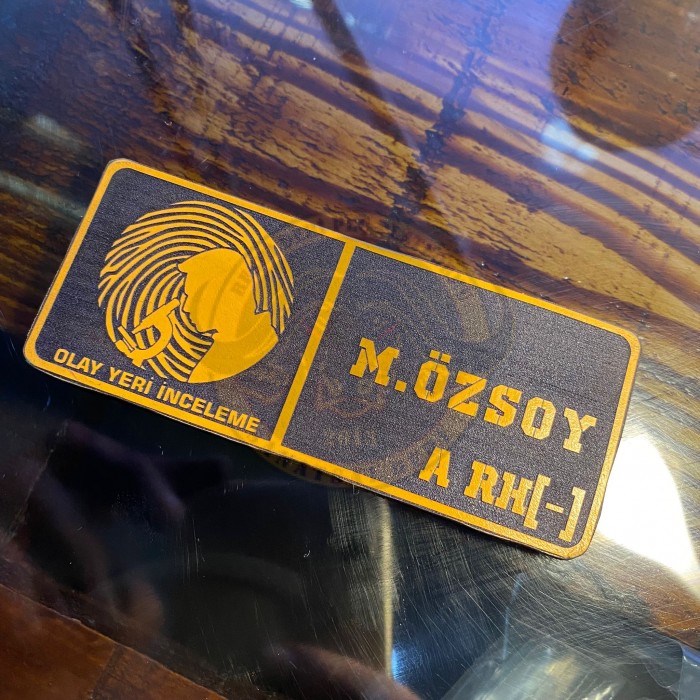 OLAY YERİ İNCELEME
M.ÖZSOY
A RH[-]